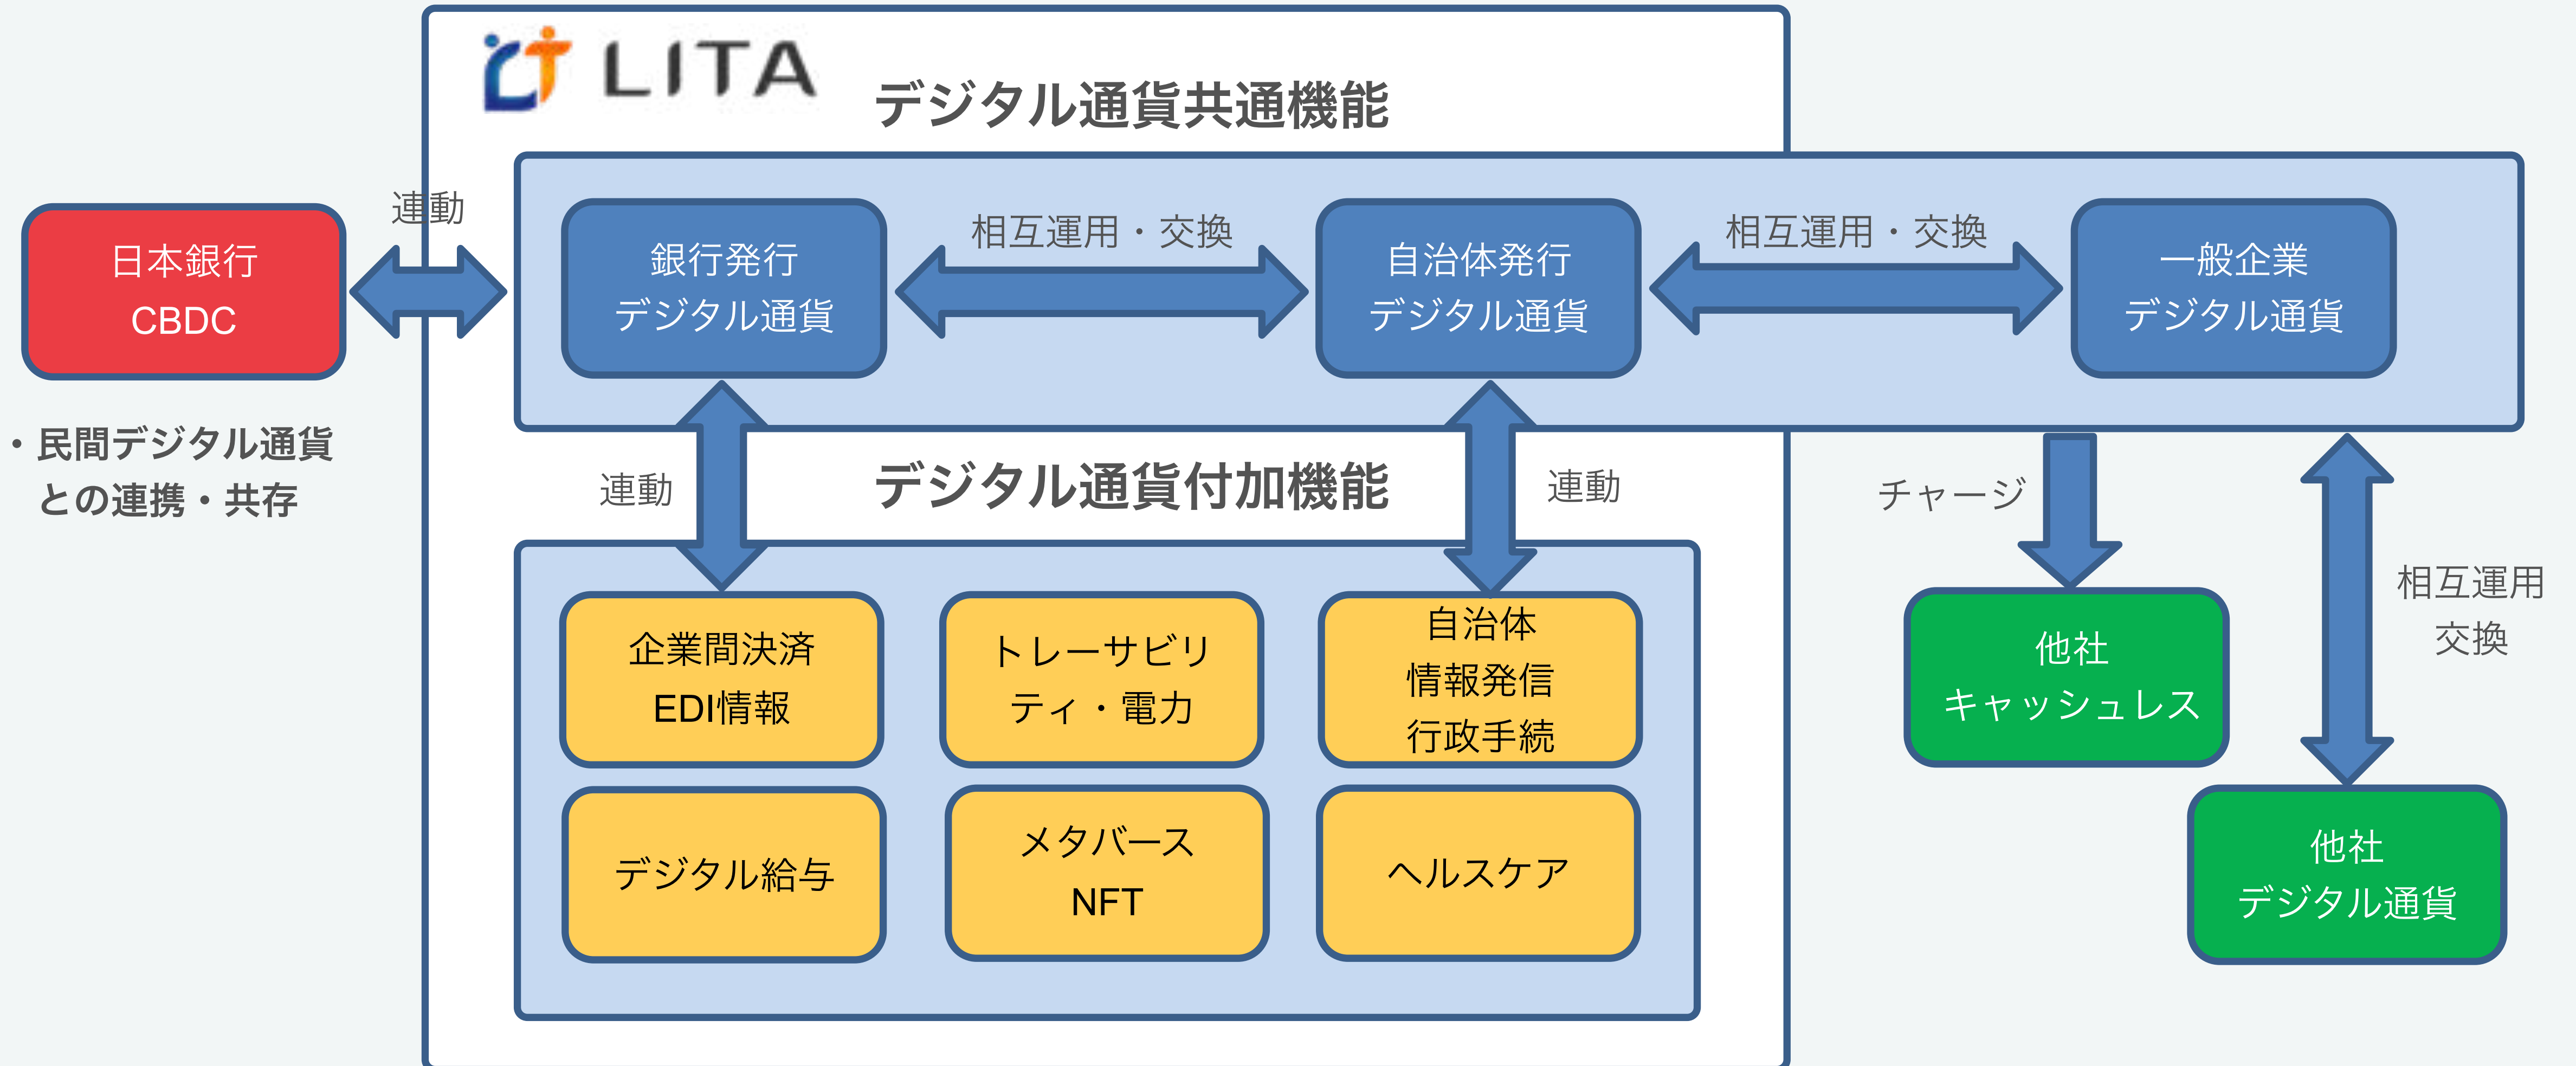 LITA
デジタル通貨共通機能
連動
日本銀行
CBDC
銀行発行
デジタル通貨
相互運用・交換
自治体発行
デジタル通貨
相互運用・交換
一般企業
デジタル通貨
・民間デジタル通貨
との連携・共存
連動
デジタル通貨付加機能
連動
チャージ
相互運用
交換
企業間決済
EDI情報
トレーサビリ
ティ・電力
自治体
情報発信
行政手続
他社
キャッシュレス
デジタル給与
メタバース
NFT
ヘルスケア
他社
デジタル通貨